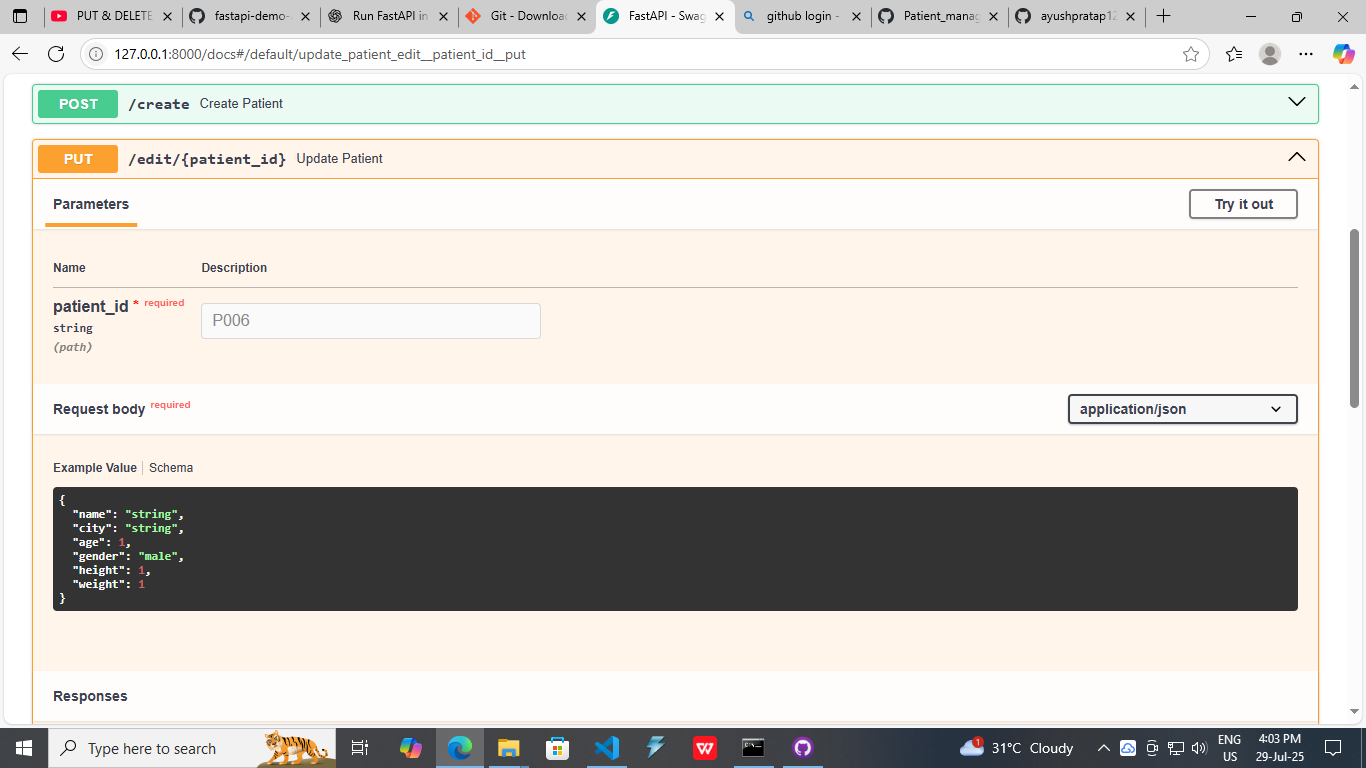 PUT & DELETE
fastapi-demo-
Run FastAPI in
Git - Downloa
FastAPI - Swag
github login -
Patient_manag
ayushpratap12
127.0.0.1:8000/docs#/default/update_patient_edit__patient_id__put
POST /create Create Patient
PUT /edit/{patient_id} Update Patient
Parameters
Try it out
Name Description
patient_id * required
string
(path)
P006
Request body required
application/json
Example Value Schema
{
"name": "string",
"city": "string",
"age": 1,
"gender": "male",
"height": 1,
"weight": 1
}
Responses
Type here to search
W
1
31°C Cloudy
ENG
US
4:03 PM
29-Jul-25